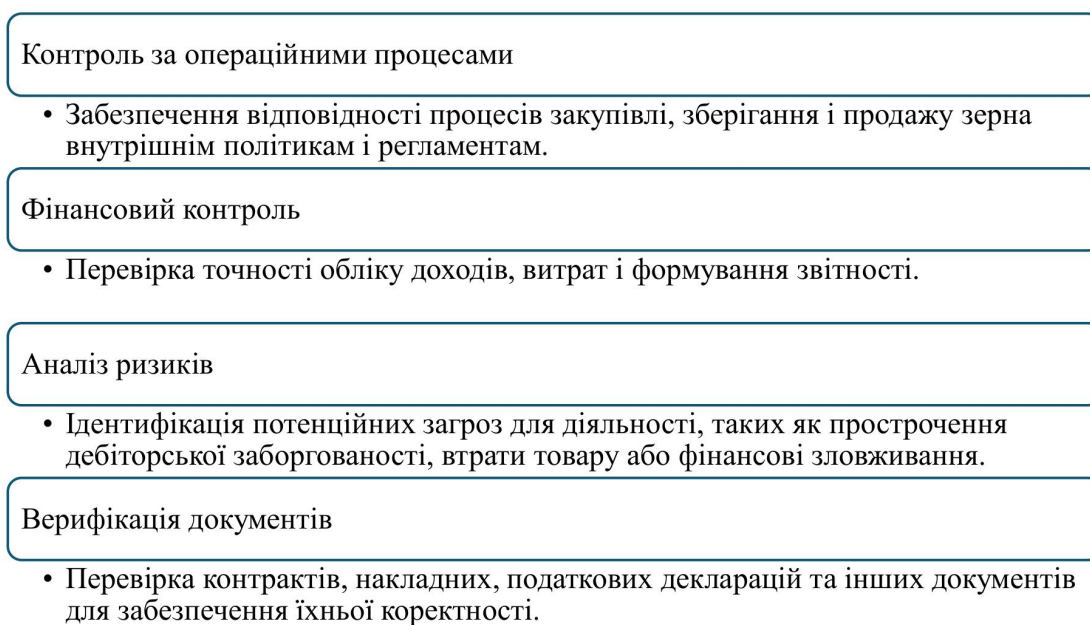 Контроль за операційними процесами
• Забезпечення відповідності процесів закупівлі, зберігання і продажу зерна
внутрішнім політикам і регламентам.
Фінансовий контроль
• Перевірка точності обліку доходів, витрат і формування звітності.
Аналіз ризиків
• Ідентифікація потенційних загроз для діяльності, таких як прострочення
дебіторської заборгованості, втрати товару або фінансові зловживання.
Верифікація документів
• Перевірка контрактів, накладних, податкових декларацій та інших документів
для забезпечення їхньої коректності.